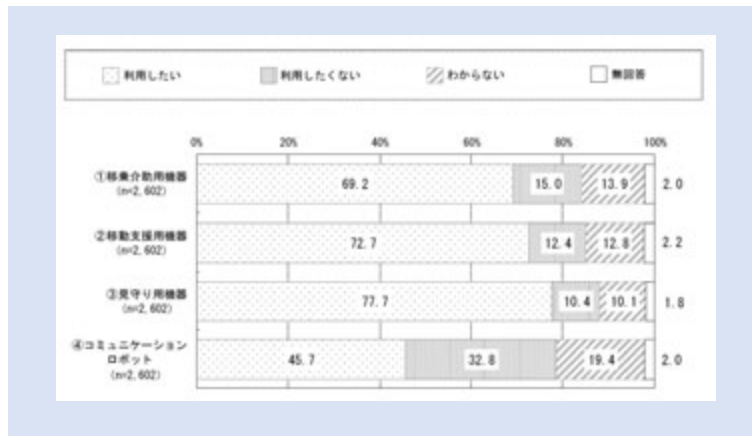 利用したい 利用したくない わからない 無回答
0% 20% 40% 60% 80% 100%
①移乗介助用機器
(n=2,602)
69.2 15.0 13.9 2.0
②移動支援用機器
(n=2,602)
72.7 12.4 12.8 2.2
③見守り用機器
(n=2,602)
77.7 10.4 10.1 1.8
④コミュニケーション
ロボット
(n=2,602)
45.7 32.8 19.4 2.0